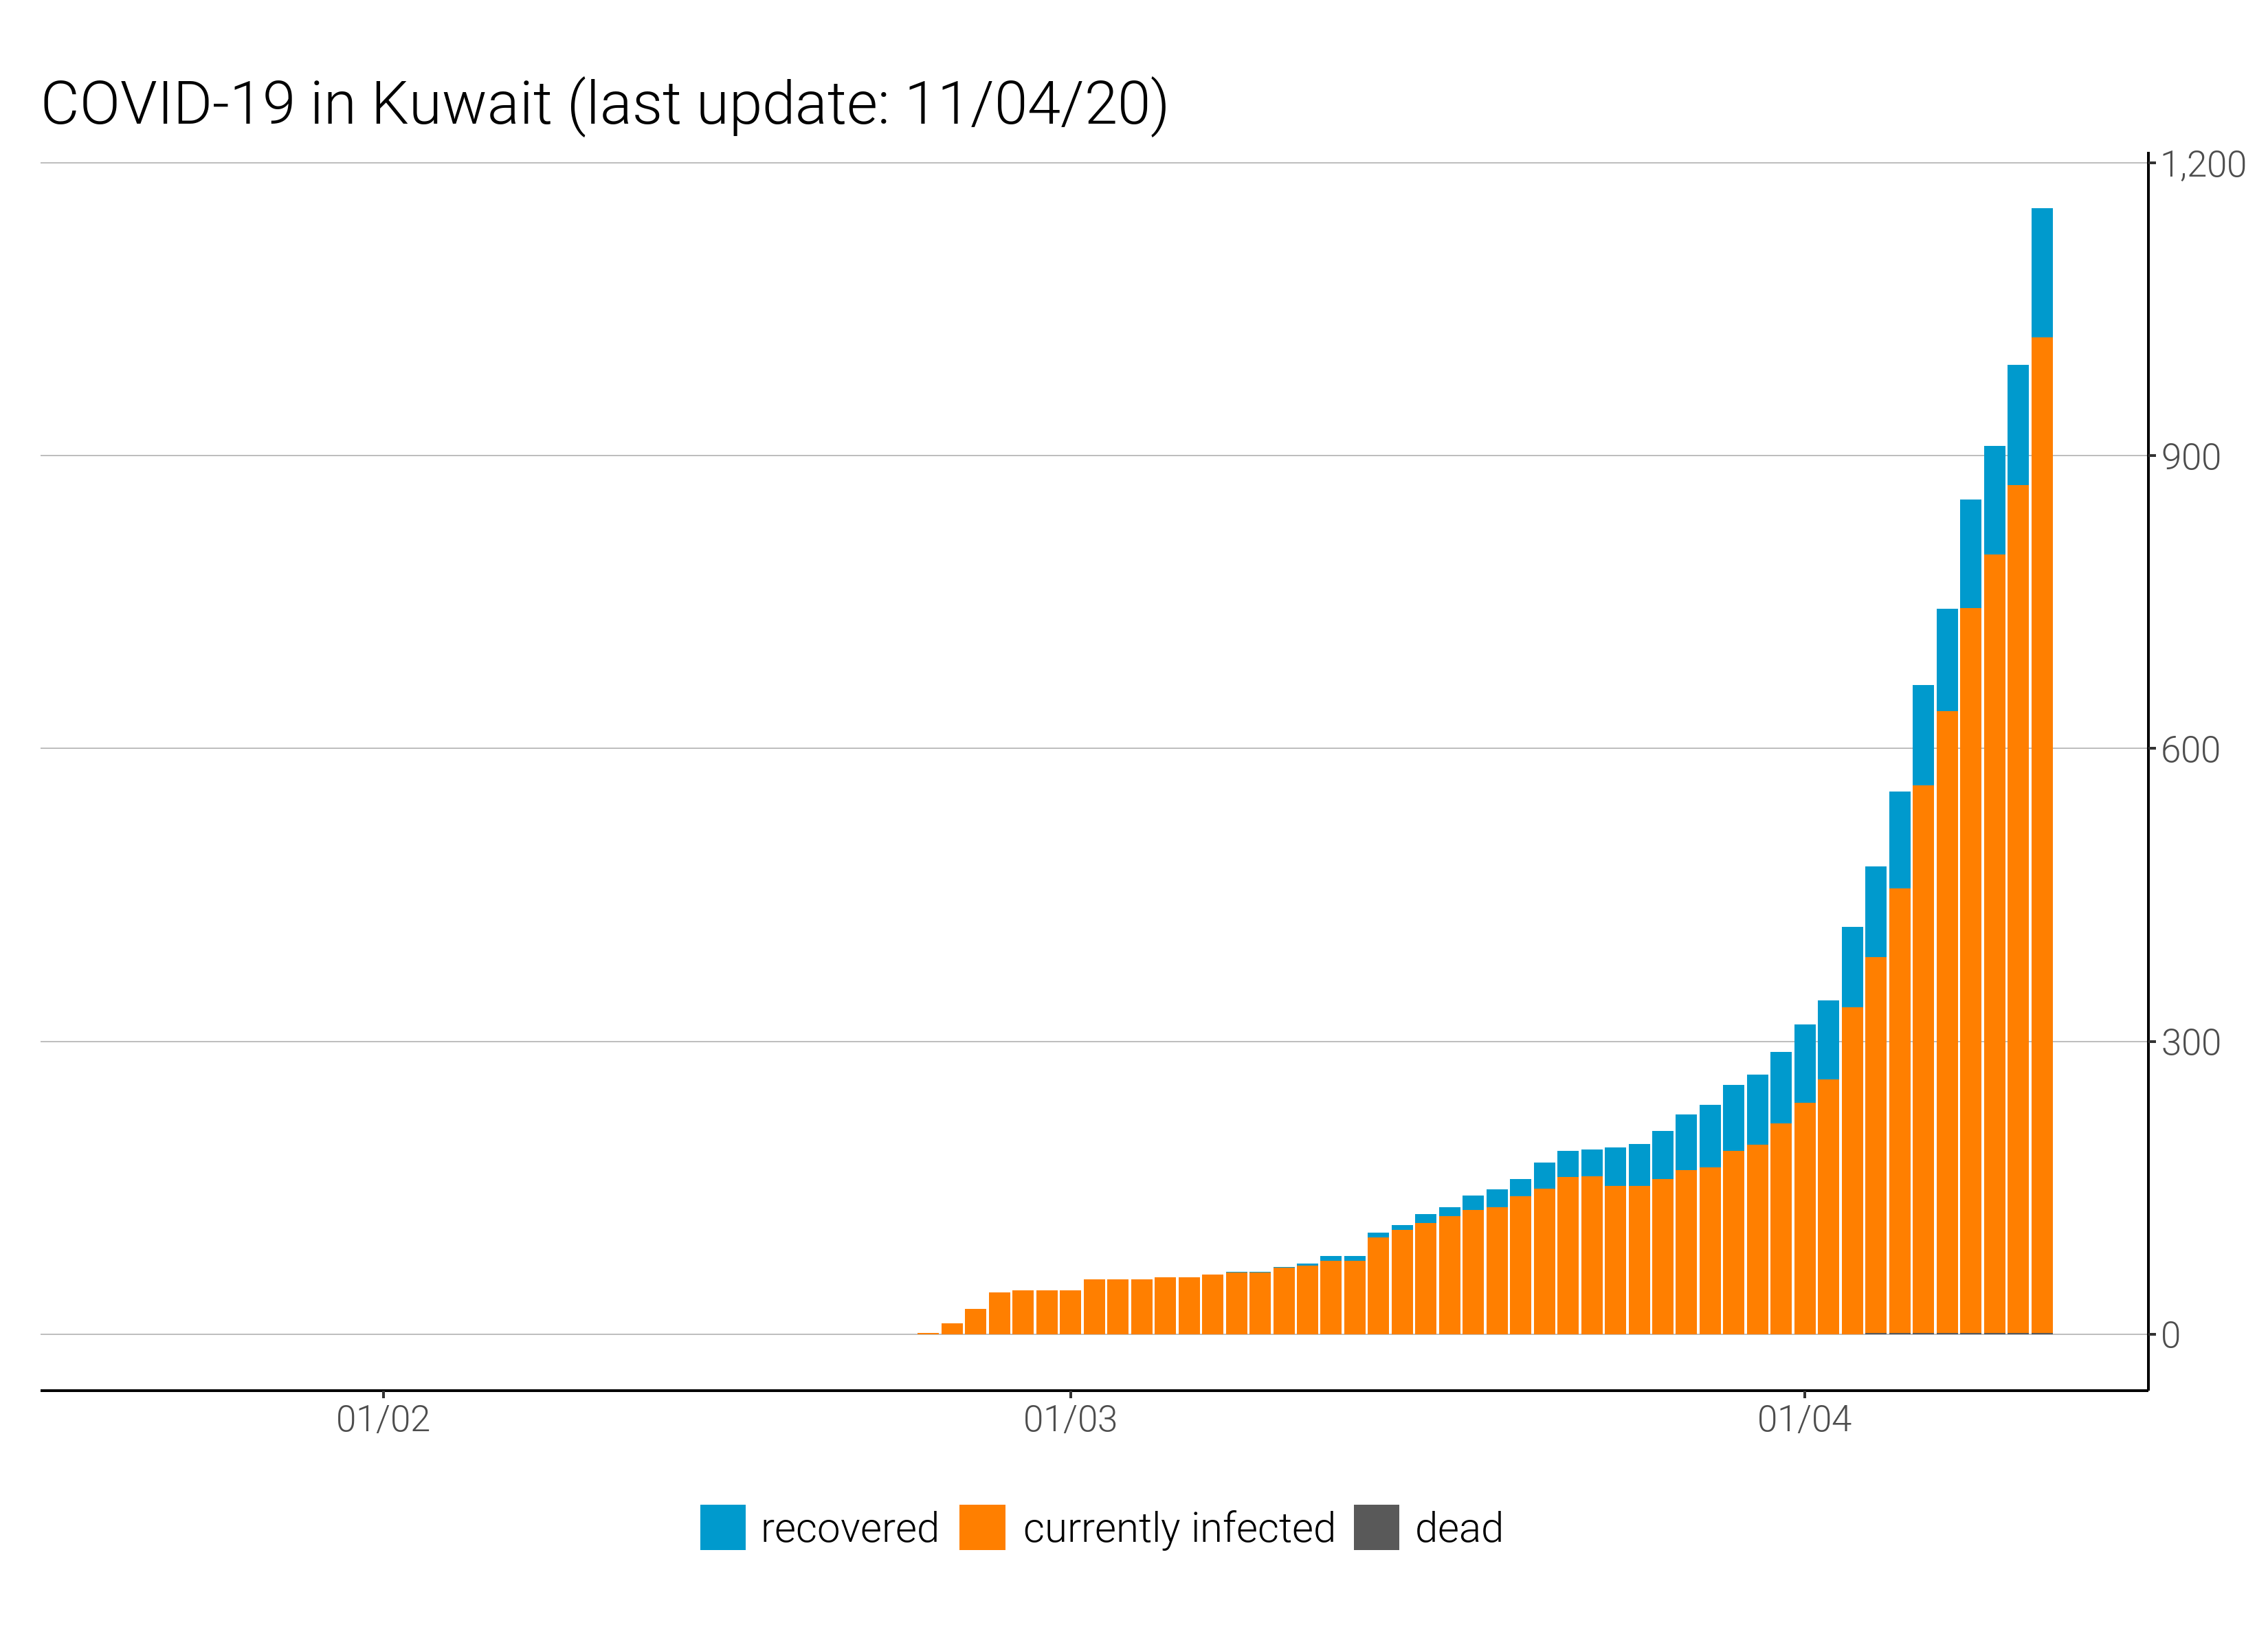 COVID-19 in Kuwait (last update: 11/04/20)
1,200
900
600
300
0
01/02 01/03 01/04
recovered currently infected dead